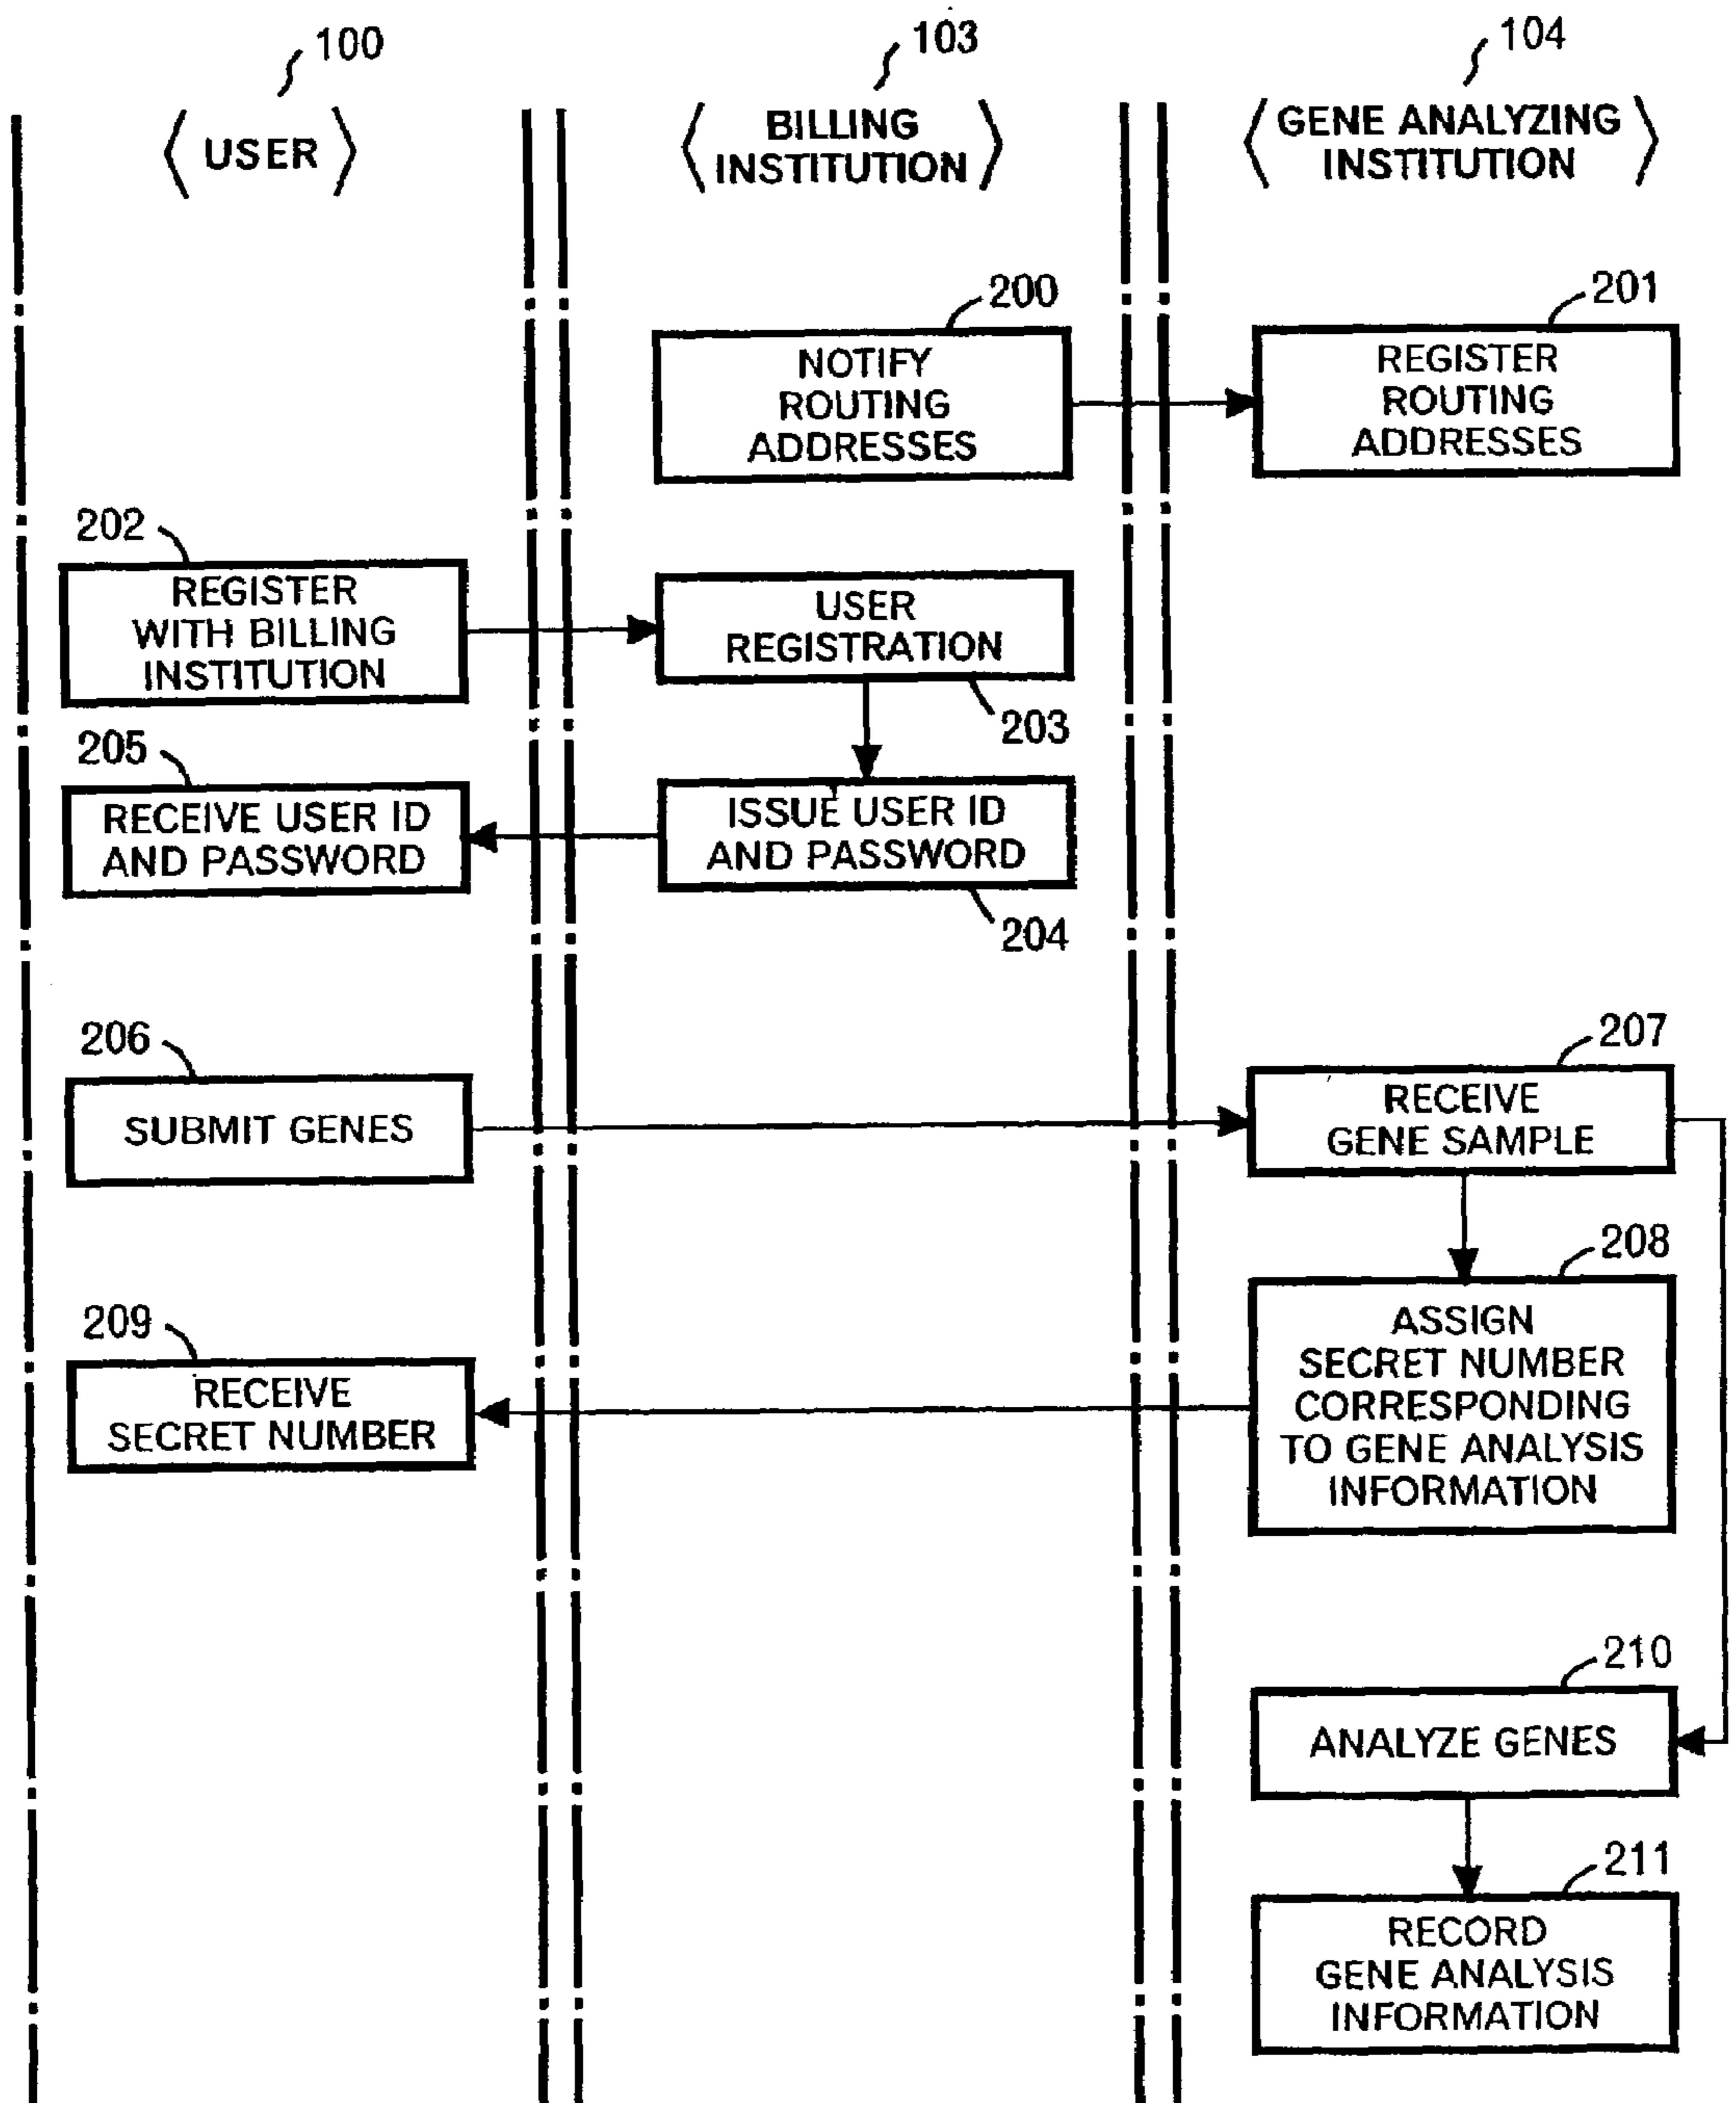 100
103
104
USER
BILLING
INSTITUTION
GENE ANALYZING
INSTITUTION
200
NOTIFY
ROUTING
ADDRESSES
201
REGISTER
ROUTING
ADDRESSES
202
REGISTER
WITH BILLING
INSTITUTION
USER
REGISTRATION
203
205
RECEIVE USER ID
AND PASSWORD
ISSUE USER ID
AND PASSWORD
204
206
SUBMIT GENES
207
RECEIVE
GENE SAMPLE
208
ASSIGN
SECRET NUMBER
CORRESPONDING
TO GENE ANALYSIS
INFORMATION
209
RECEIVE
SECRET NUMBER
210
ANALYZE GENES
211
RECORD
GENE ANALYSIS
INFORMATION